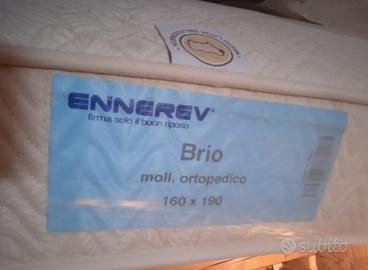 ENNEREV®
firma solo il buon riposo
Brio
moll. ortopedico
160 x 190
subito